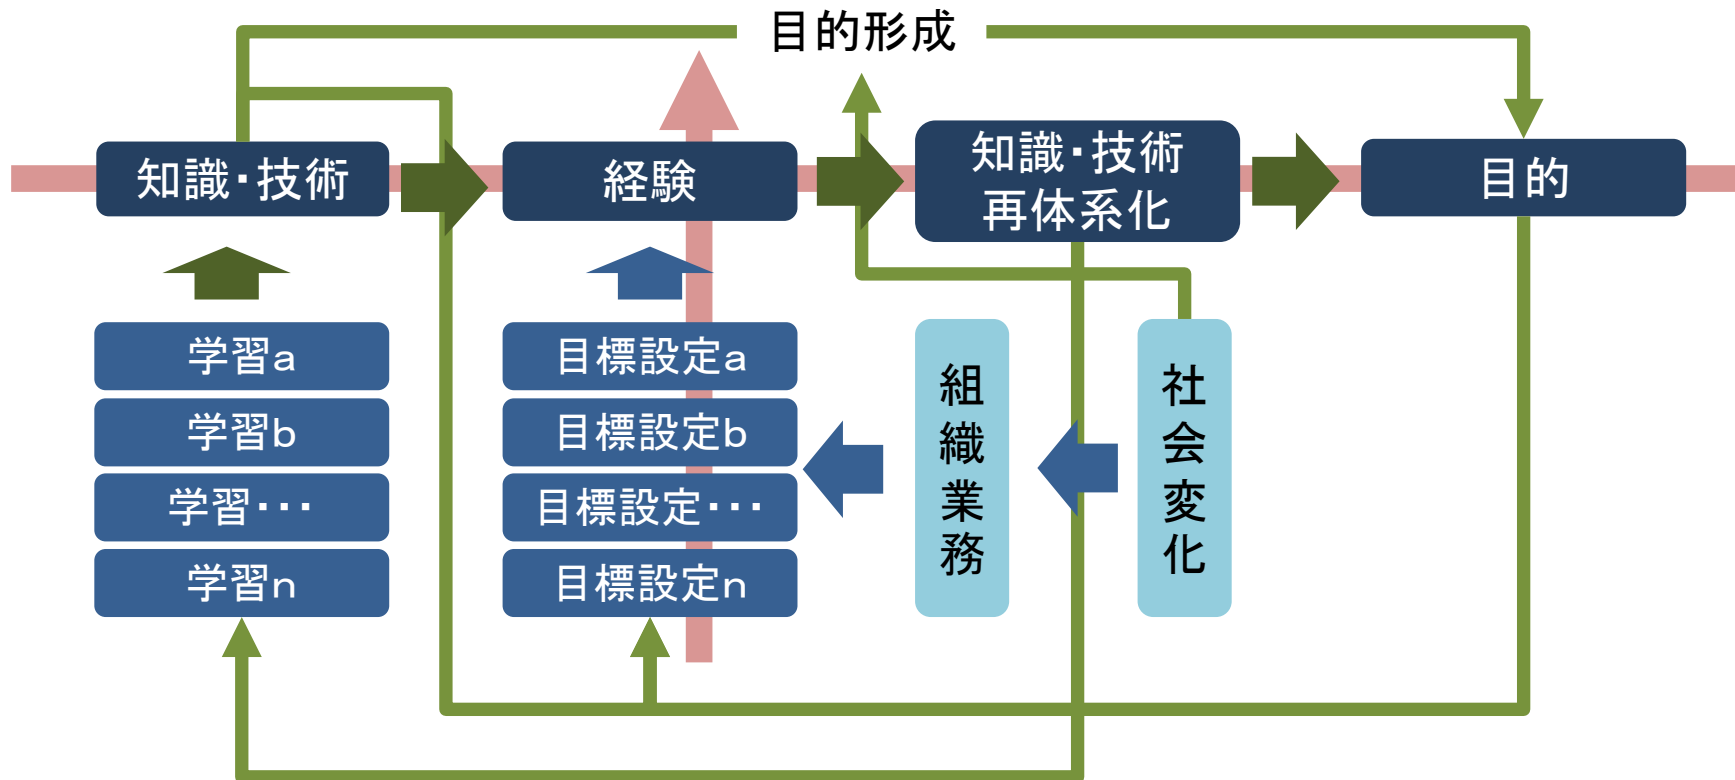 目的形成
知識・技術
経験
知識・技術
再体系化
目的
学習a
学習b
学習・・・
学習n
目標設定a
目標設定b
目標設定・・・
目標設定n
組織業務
社会変化